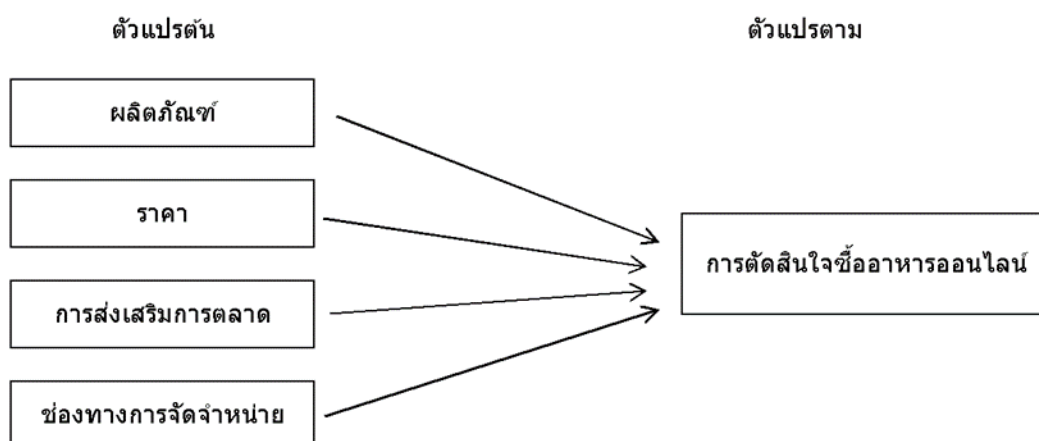 ตัวแปรต้น
ตัวแปรตาม
ผลิตภัณฑ์
ราคา
การส่งเสริมการตลาด
ช่องทางการจัดจำหน่าย
การตัดสินใจซื้ออาหารออนไลน์